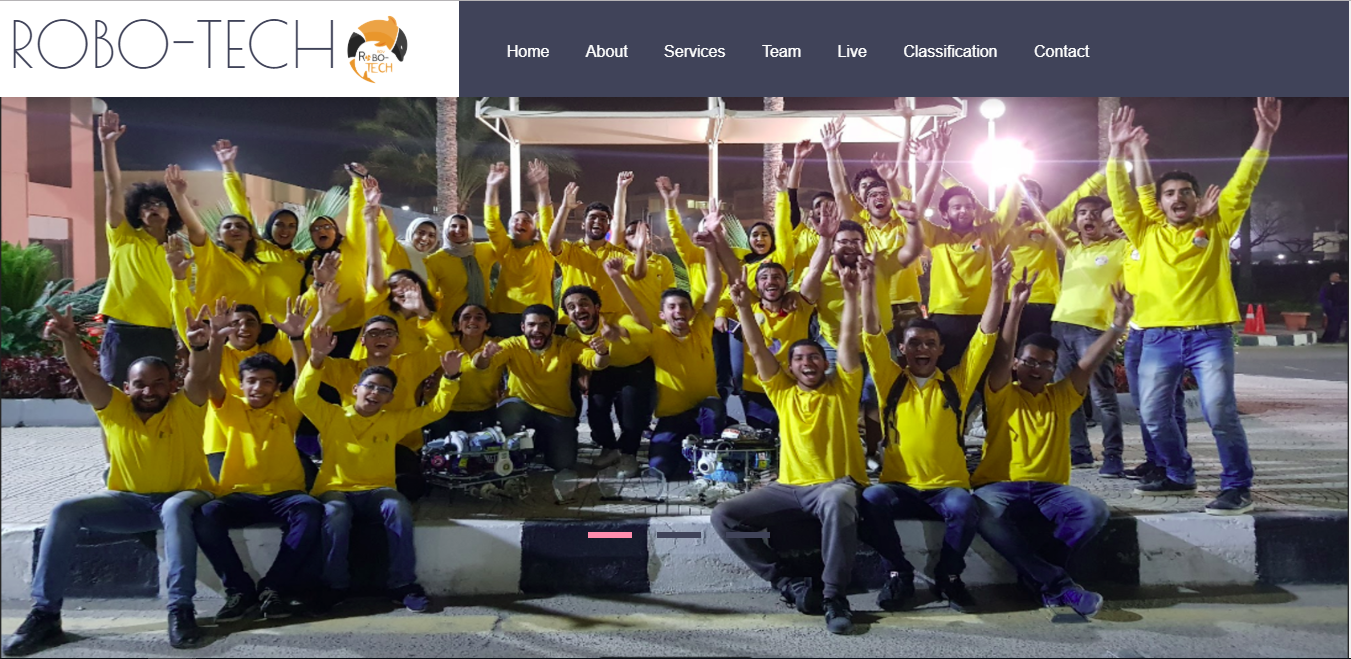 ROBO-TECH
ROBO-
TECH
Home About Services Team Live Classification Contact